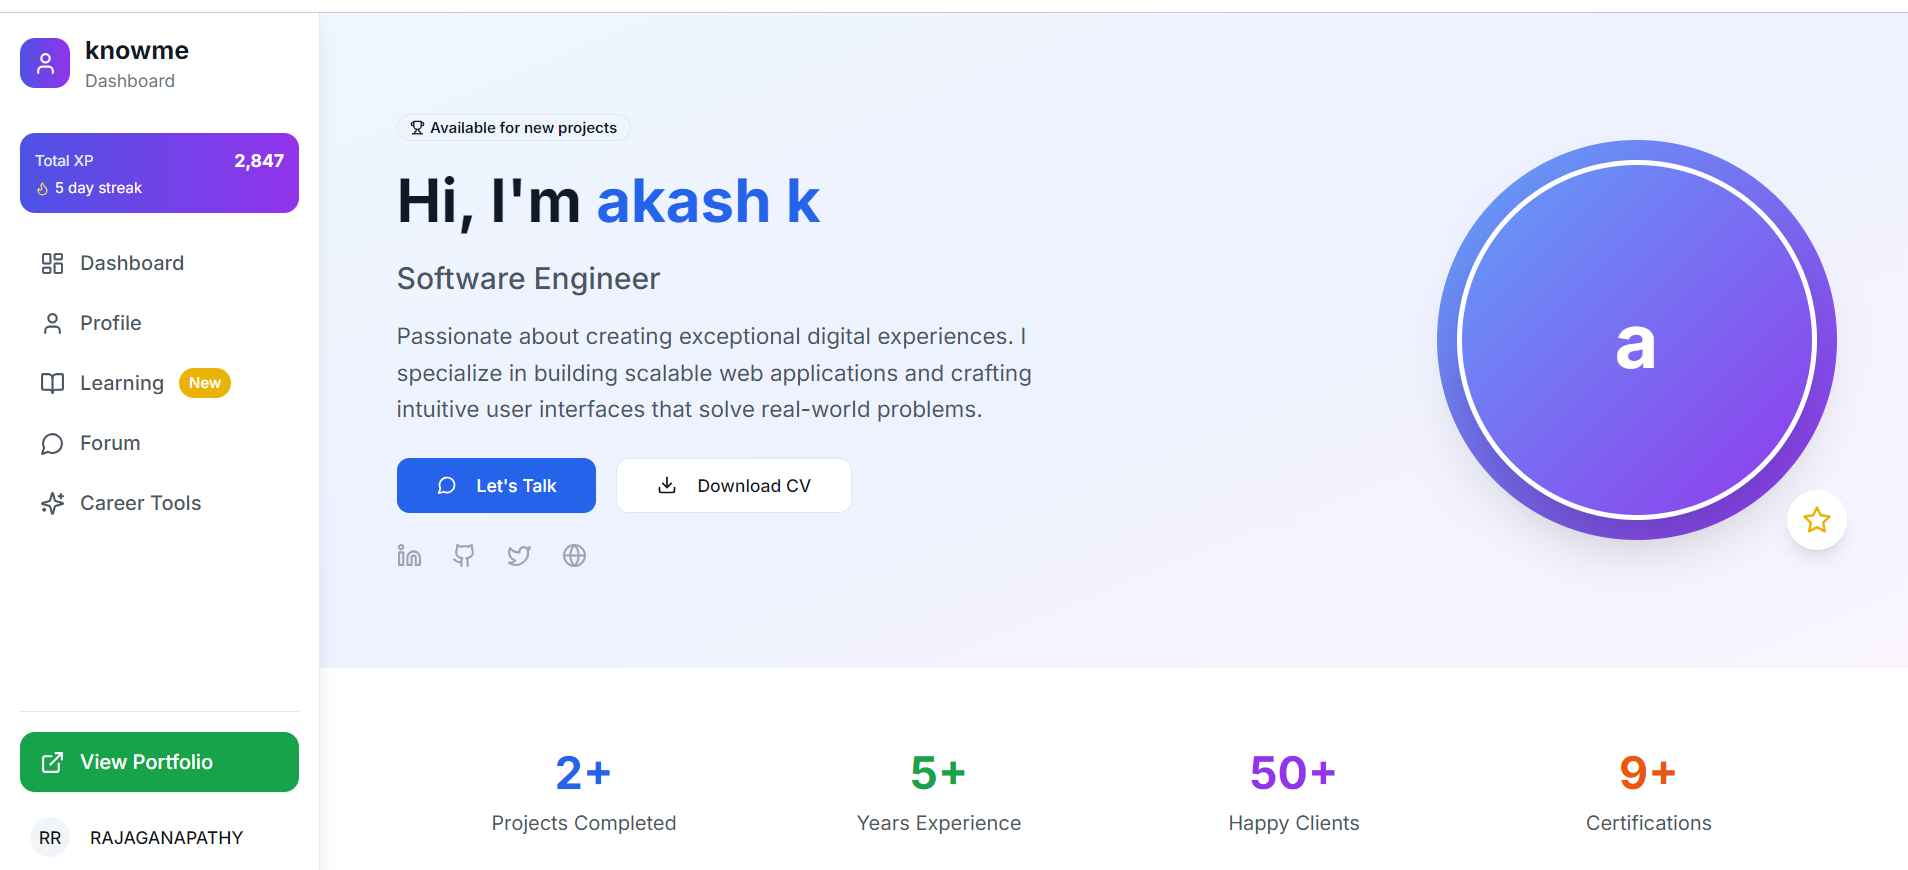 knowme
Dashboard
Total XP 2,847
5 day streak
Dashboard
Profile
Learning New
Forum
Career Tools
View Portfolio
RR RAJAGANAPATHY
Available for new projects
Hi, I'm akash k
Software Engineer
Passionate about creating exceptional digital experiences. I
specialize in building scalable web applications and crafting
intuitive user interfaces that solve real-world problems.
Let's Talk Download CV
a
2+ 5+ 50+ 9+
Projects Completed Years Experience Happy Clients Certifications